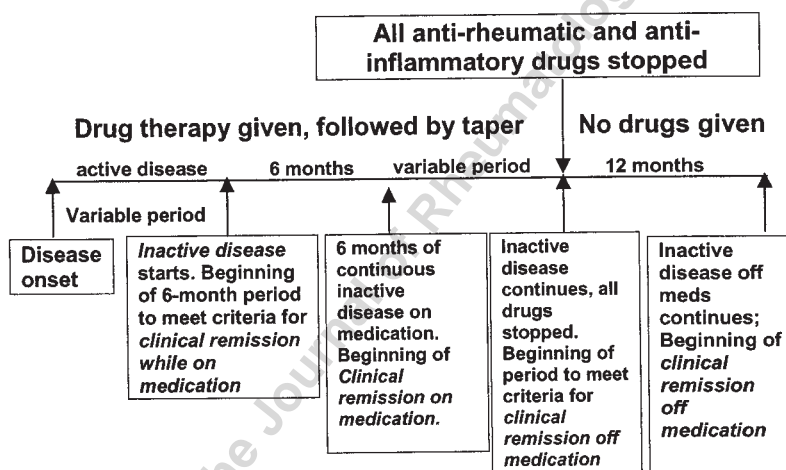 All anti-rheumatic and anti-
inflammatory drugs stopped
Drug therapy given, followed by taper
No drugs given
active disease
6 months
variable period
12 months
Variable period
Disease
onset
Inactive disease
starts. Beginning
of 6-month period
to meet criteria for
clinical remission
while on
medication
6 months of
continuous
inactive
disease on
medication.
Beginning of
Clinical
remission on
medication.
Inactive
disease
continues, all
drugs
stopped.
Beginning of
period to meet
criteria for
clinical
remission off
medication
Inactive
disease off
meds
continues;
Beginning of
clinical
remission
off
medication
The Journal of Rheumatology